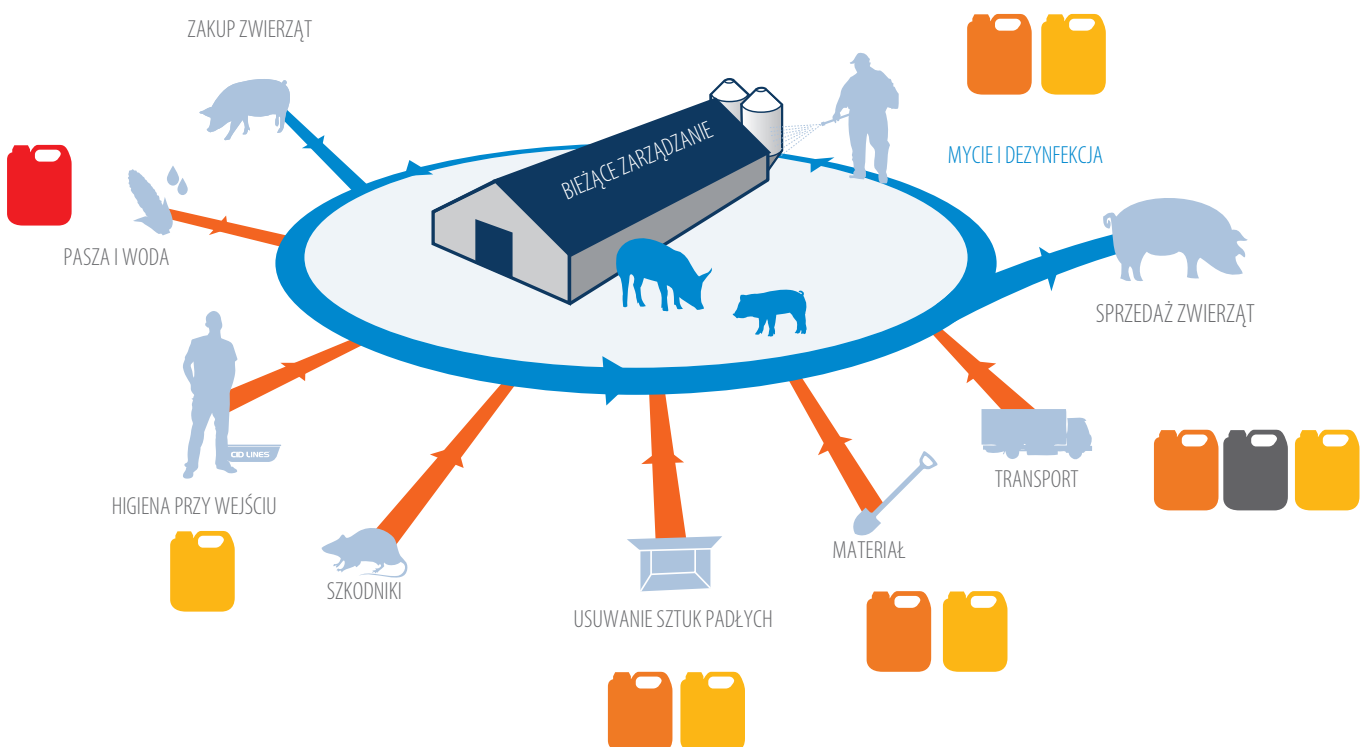 ZAKUP ZWIERZĄT
BIEŻĄCE ZARZĄDZANIE
MYCIE I DEZYNFEKCJA
PASZA I WODA
SPRZEDAŻ ZWIERZĄT
CID LINES
TRANSPORT
HIGIENA PRZY WEJŚCIU
MATERIAŁ
SZKODNIKI
USUWANIE SZTUK PADŁYCH